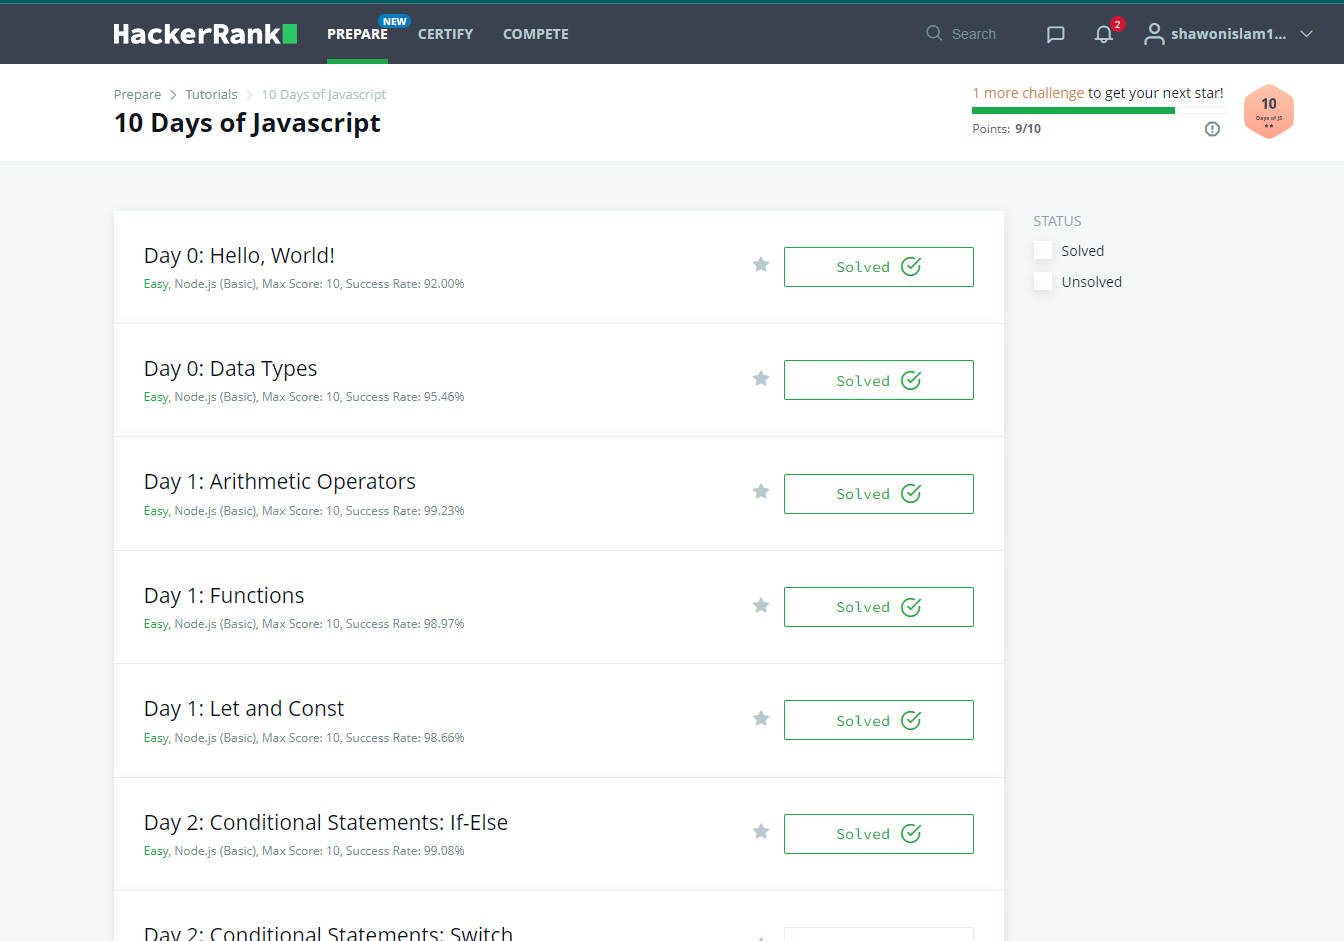 HackerRank
PREPARE
NEW
CERTIFY
COMPETE
Search
2
shawonislam1...
Prepare > Tutorials > 10 Days of Javascript
10 Days of Javascript
1 more challenge to get your next star!
Points: 9/10
10
Days of JS
Day 0: Hello, World!
Easy, Node.js (Basic), Max Score: 10, Success Rate: 92.00%
Solved
Day 0: Data Types
Easy, Node.js (Basic), Max Score: 10, Success Rate: 95.46%
Solved
Day 1: Arithmetic Operators
Easy, Node.js (Basic), Max Score: 10, Success Rate: 99.23%
Solved
Day 1: Functions
Easy, Node.js (Basic), Max Score: 10, Success Rate: 98.97%
Solved
Day 1: Let and Const
Easy, Node.js (Basic), Max Score: 10, Success Rate: 98.66%
Solved
Day 2: Conditional Statements: If-Else
Easy, Node.js (Basic), Max Score: 10, Success Rate: 99.08%
Solved
Day 2: Conditional Statements: Switch
STATUS
Solved
Unsolved